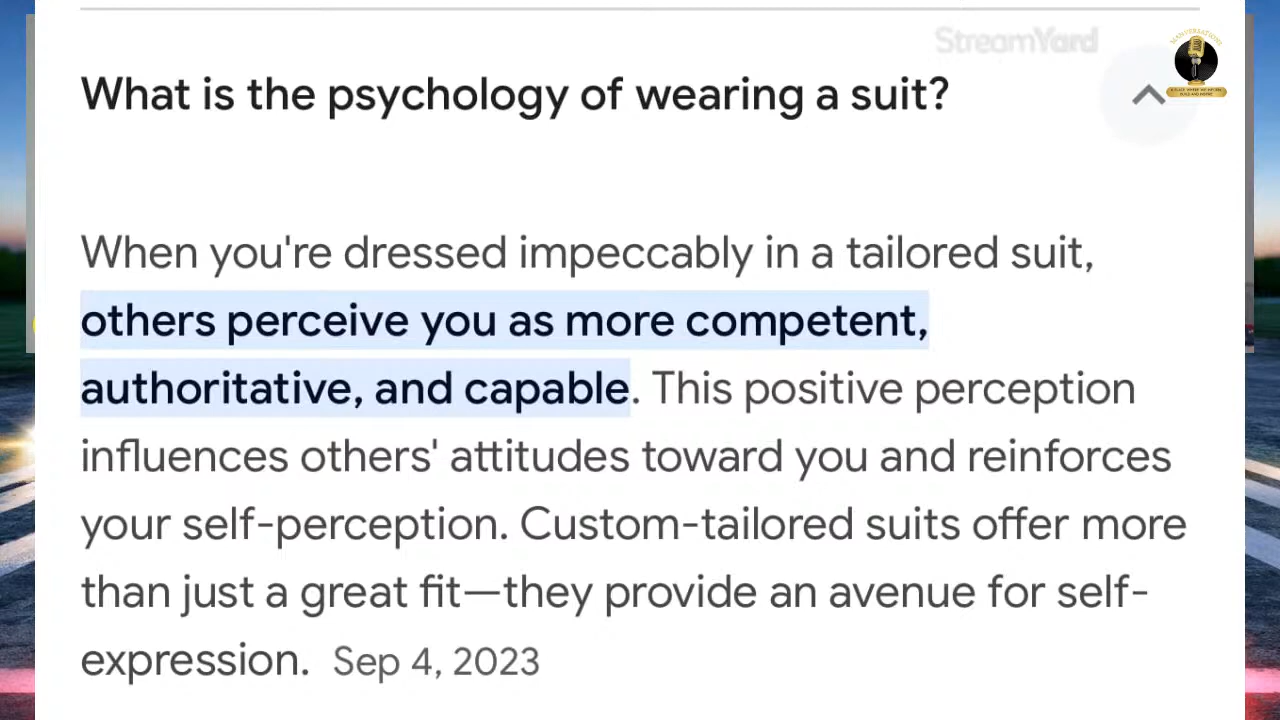 StreamYard
MANVERSATIONS
What is the psychology of wearing a suit?
When you're dressed impeccably in a tailored suit,
others perceive you as more competent,
authoritative, and capable. This positive perception
influences others' attitudes toward you and reinforces
your self-perception. Custom-tailored suits offer more
than just a great fit—they provide an avenue for self-
expression. Sep 4, 2023